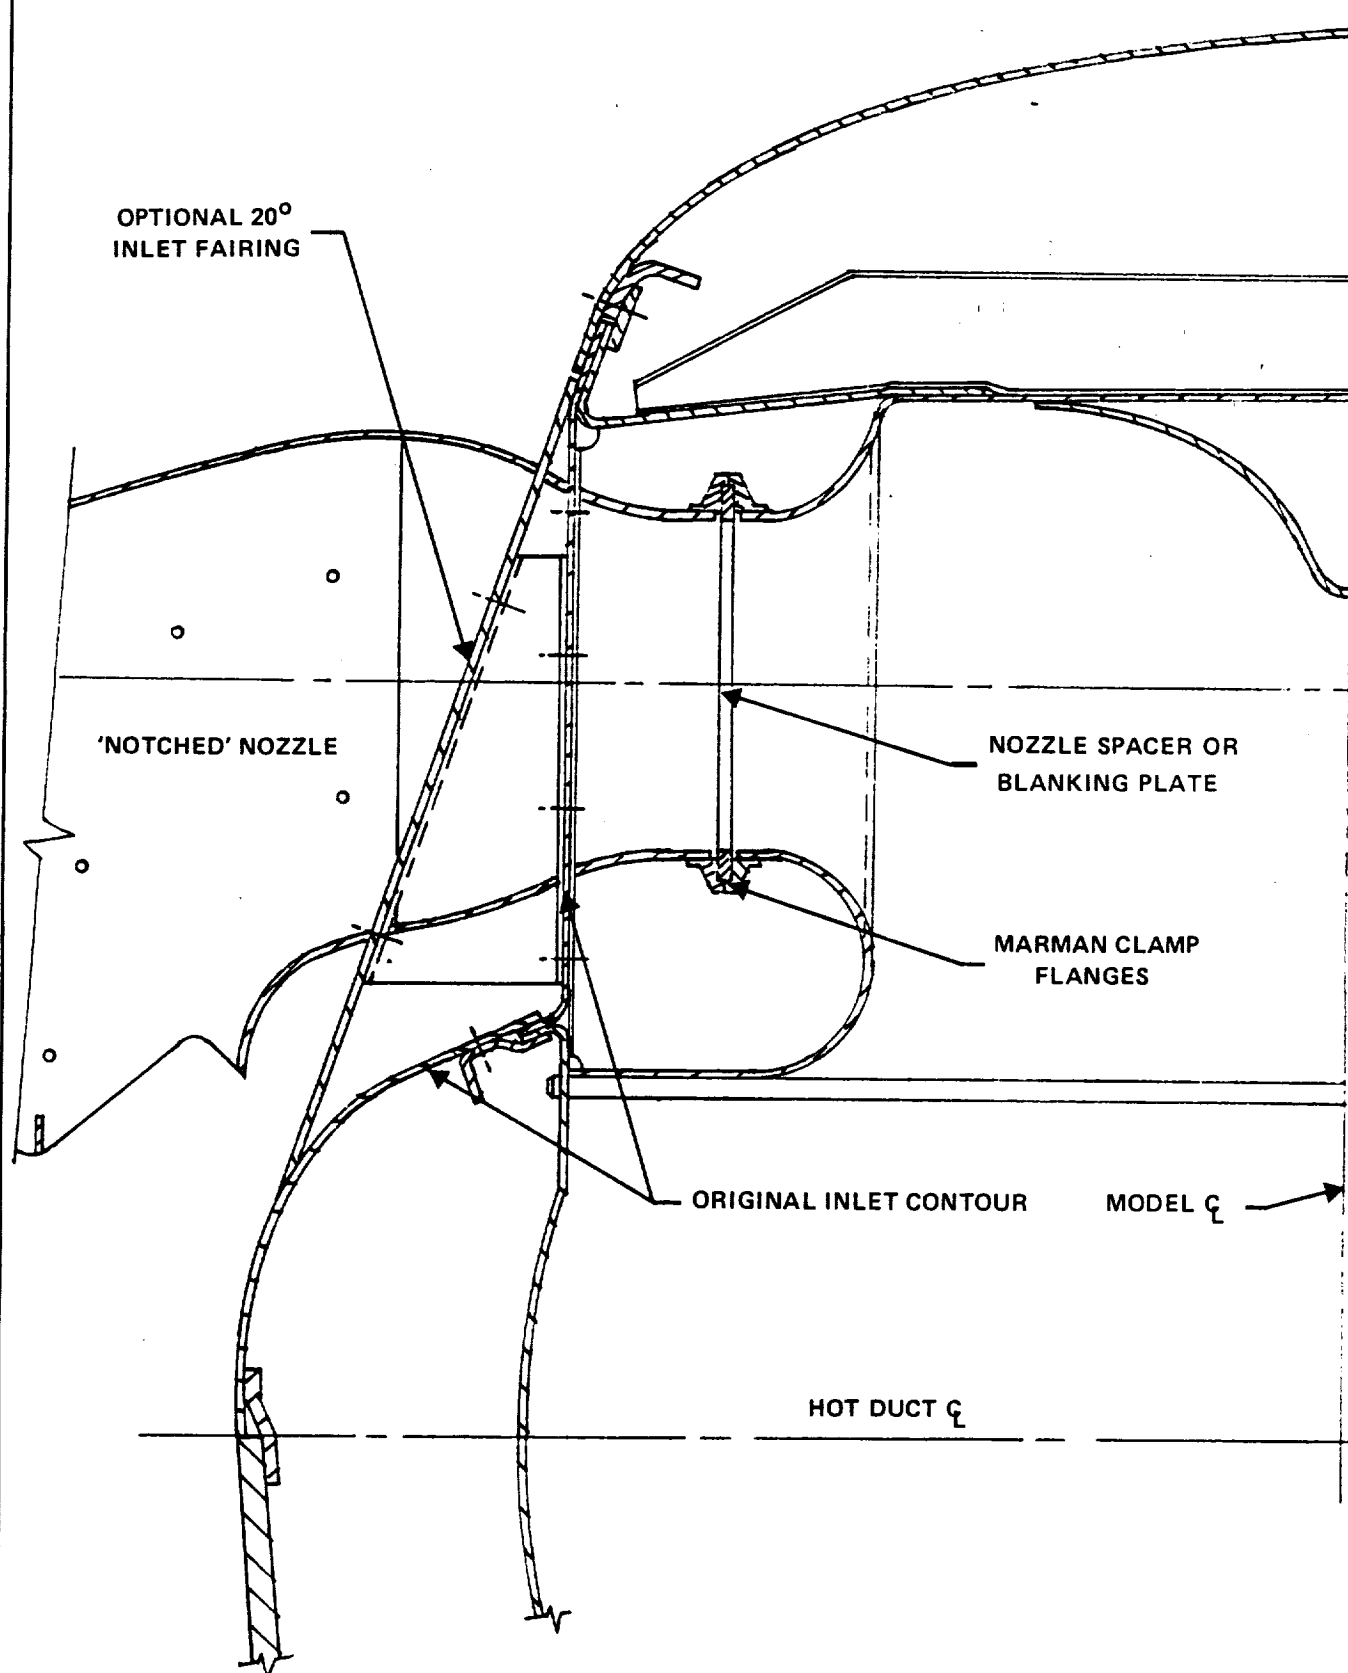 OPTIONAL 20°
INLET FAIRING
'NOTCHED' NOZZLE
NOZZLE SPACER OR
BLANKING PLATE
MARMAN CLAMP
FLANGES
ORIGINAL INLET CONTOUR
MODEL ℄
HOT DUCT ℄